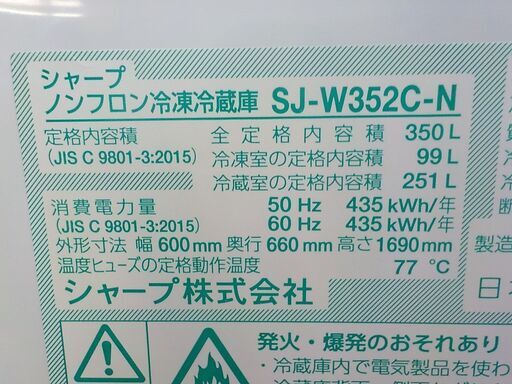 シャープ
ノンフロン冷凍冷蔵庫 SJ-W352C-N
定格内容積 全定格内容積 350 L
(JIS C 9801-3:2015) 冷凍室の定格内容積 99 L
冷蔵室の定格内容積 251 L
消費電力量 50 Hz 435 kWh/年
(JIS C 9801-3:2015) 60 Hz 435 kWh/年
外形寸法 幅 600 mm 奥行 660 mm 高さ 1690 mm
温度ヒューズの定格動作温度 77 °C
シャープ株式会社
製造
日
発火・爆発のおそれあり
・冷蔵庫内で電気製品を使わ